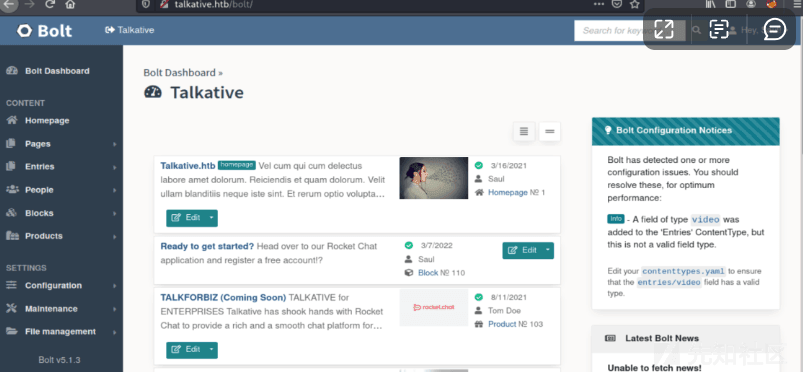 talkative.htb/bolt/
Bolt
Talkative
Search for keyword
Hey,
Bolt Dashboard
CONTENT
Homepage
Pages
Entries
People
Blocks
Products
SETTINGS
Configuration
Maintenance
File management
Bolt v5.1.3
Bolt Dashboard »
Talkative
Talkative.htb homepage Vel cum qui cum delectus
labore amet dolorum. Reiciendis et quam dolorum. Velit
ullam blanditiis neque iste sint. Et rerum optio volupta…
Edit
3/16/2021
Saul
Homepage № 1
Ready to get started? Head over to our Rocket Chat
application and register a free account!?
3/7/2022
Saul
Block № 110
Edit
TALKFORBIZ (Coming Soon) TALKATIVE for
ENTERPRISES Talkative has shook hands with Rocket
Chat to provide a rich and a smooth chat platform for…
Edit
rocket.chat
8/11/2021
Tom Doe
Product № 103
Bolt Configuration Notices
Bolt has detected one or more
configuration issues. You should
resolve these, for optimum
performance:
Info - A field of type video was
added to the 'Entries' ContentType, but
this is not a valid field type.
Edit your contenttypes.yaml to ensure
that the entries/video field has a valid
type.
Latest Bolt News
Unable to fetch news!